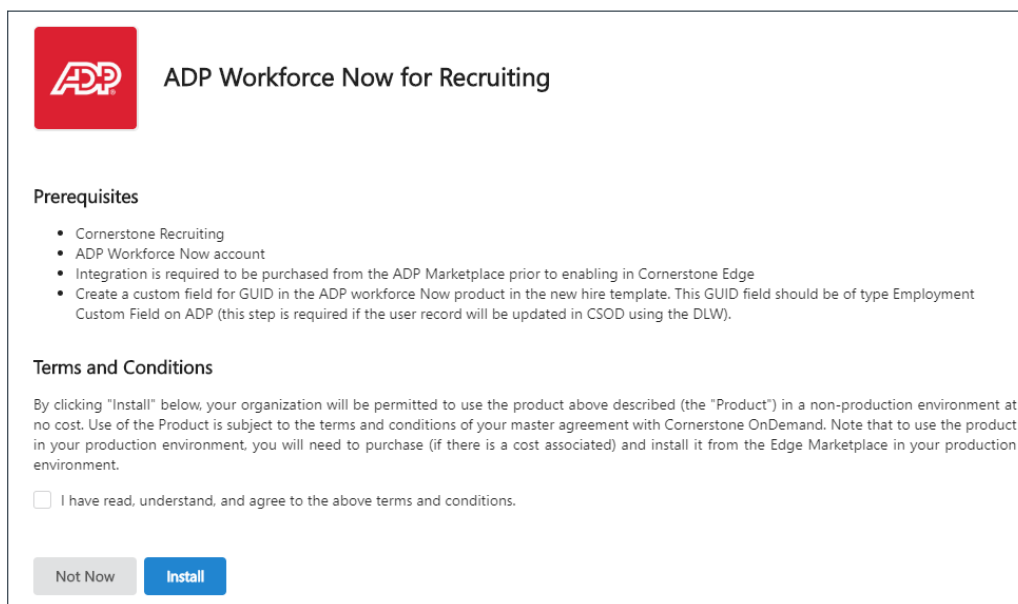 ADP
ADP Workforce Now for Recruiting
Prerequisites
• Cornerstone Recruiting
• ADP Workforce Now account
• Integration is required to be purchased from the ADP Marketplace prior to enabling in Cornerstone Edge
• Create a custom field for GUID in the ADP workforce Now product in the new hire template. This GUID field should be of type Employment
Custom Field on ADP (this step is required if the user record will be updated in CSOD using the DLW).
Terms and Conditions
By clicking "Install" below, your organization will be permitted to use the product above described (the "Product") in a non-production environment at
no cost. Use of the Product is subject to the terms and conditions of your master agreement with Cornerstone OnDemand. Note that to use the product
in your production environment, you will need to purchase (if there is a cost associated) and install it from the Edge Marketplace in your production
environment.
I have read, understand, and agree to the above terms and conditions.
Not Now
Install